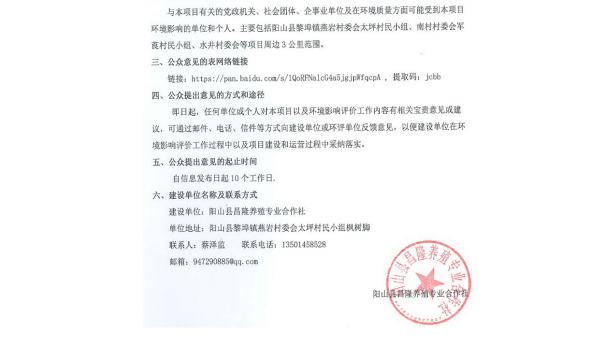 与本项目有关的党政机关、社会团体、企事业单位及在环境质量方面可能受到本项目
环境影响的单位和个人。主要包括阳山县黎埠镇燕岩村委会太坪村民小组、南村村委会军
莨村民小组、水井村委会等项目周边3公里范围。
三、公众意见的表网络链接
链接：https://pan.baidu.com/s/1QoRFNalcG4s5jgjpWfqcpA，提取码：jcbb
四、公众提出意见的方式和途径
即日起，任何单位或个人对本项目以及环境影响评价工作内容有相关宝贵意见或建
议，可通过邮件、电话、信件等方式向建设单位或环评单位反馈意见，以便建设单位在环
境影响评价工作过程中以及项目建设和运营过程中采纳落实。
五、公众提出意见的起止时间
自信息发布日起10个工作日。
六、建设单位名称及联系方式
建设单位：阳山县昌隆养殖专业合作社
单位地址：阳山县黎埠镇燕岩村委会太坪村民小组枫树脚
联系人：蔡泽监 联系电话：13501458528
邮箱：947290885@qq.com
阳山县昌隆养殖专业合作社
阳山县昌隆养殖专业合作社